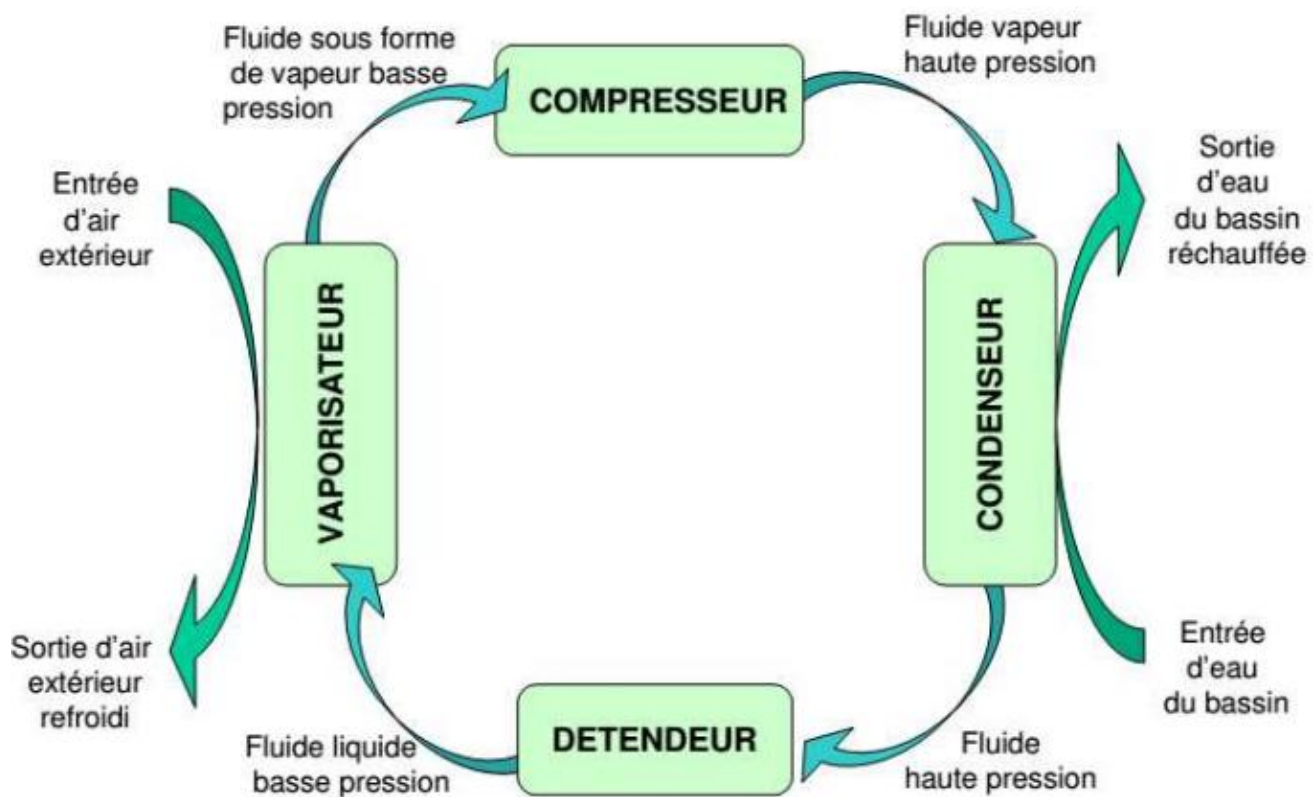 Fluide sous forme
de vapeur basse
pression
COMPRESSEUR
Fluide vapeur
haute pression
Entrée
d'air
extérieur
Sortie
d'eau
du bassin
réchauffée
VAPORISATEUR
CONDENSEUR
Sortie d'air
extérieur
refroidi
Entrée
d'eau
du bassin
Fluide liquide
basse pression
DETENDEUR
Fluide
haute pression